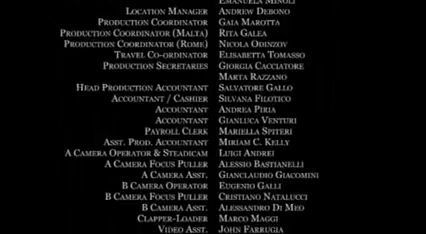 EMANUELA MINOLI
LOCATION MANAGER ANDREW DEBONO
PRODUCTION COORDINATOR GAIA MAROTTA
PRODUCTION COORDINATOR (MALTA) RITA GALEA
PRODUCTION COORDINATOR (ROME) NICOLA ODINZOV
TRAVEL CO-ORDINATOR ELISABETTA TOMASSO
PRODUCTION SECRETARIES GIORGIA CACCIATORE
MARTA RAZZANO
HEAD PRODUCTION ACCOUNTANT SALVATORE GALLO
ACCOUNTANT / CASHIER SILVANA FILOTICO
ACCOUNTANT ANDREA PIRIA
ACCOUNTANT GIANLUCA VENTURI
PAYROLL CLERK MARIELLA SPITERI
ASST. PROD. ACCOUNTANT MIRIAM C. KELLY
A CAMERA OPERATOR & STEADICAM LUIGI ANDREI
A CAMERA FOCUS PULLER ALESSIO BASTIANELLI
A CAMERA ASST. GIANCLAUDIO GIACOMINI
B CAMERA OPERATOR EUGENIO GALLI
B CAMERA FOCUS PULLER CRISTIANO NATALUCCI
B CAMERA ASST. ALESSANDRO DI MEO
CLAPPER-LOADER MARCO MAGGI
VIDEO ASST. JOHN FARRUGIA